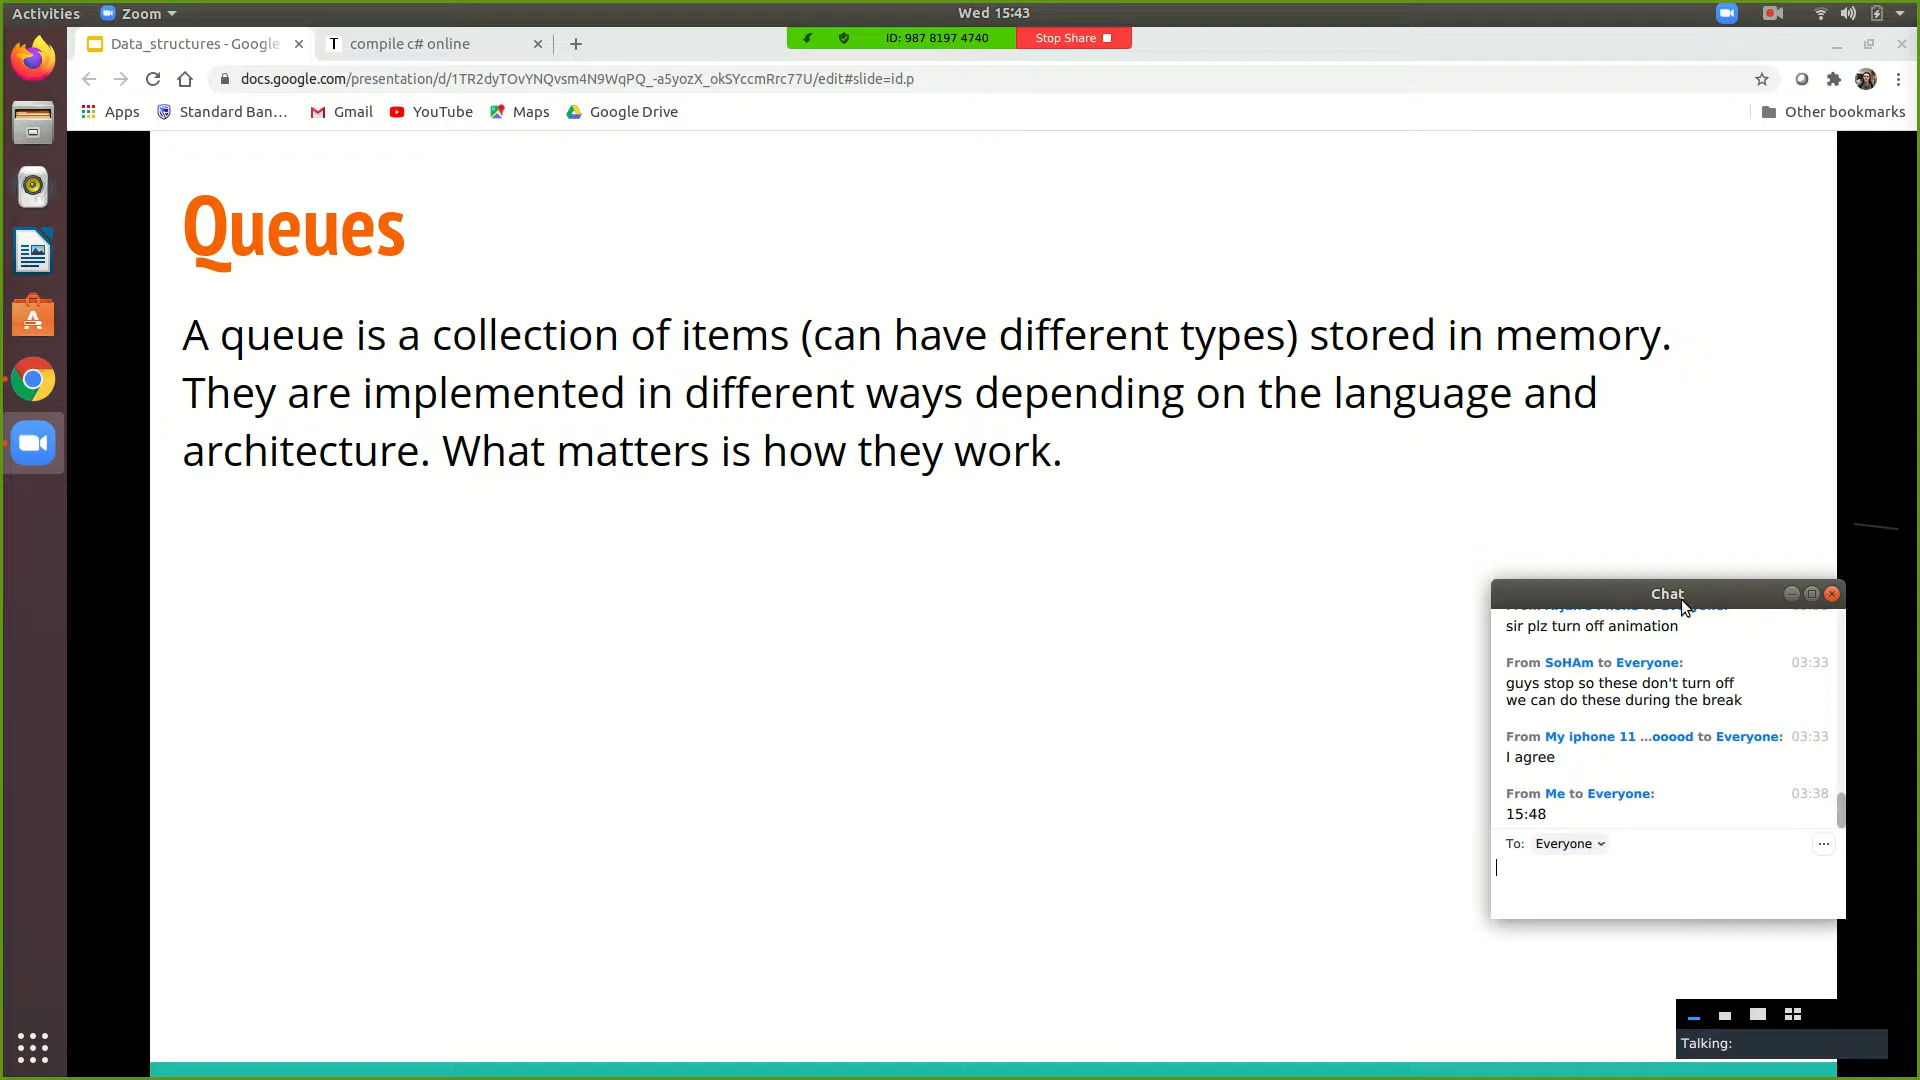 Activities Zoom Wed 15:43
Data_structures - Google compile c# online ID: 987 8197 4740 Stop Share
docs.google.com/presentation/d/1TR2dyTOvYNQvsm4N9WqPQ_-a5yozX_okSYccmRrc77U/edit#slide=id.p
Apps Standard Ban... Gmail YouTube Maps Google Drive Other bookmarks
Queues
A queue is a collection of items (can have different types) stored in memory.
They are implemented in different ways depending on the language and
architecture. What matters is how they work.
Chat
sir plz turn off animation
From SoHAm to Everyone: 03:33
guys stop so these don't turn off
we can do these during the break
From My iphone 11 ...ooood to Everyone: 03:33
I agree
From Me to Everyone: 03:38
15:48
To: Everyone
Talking: